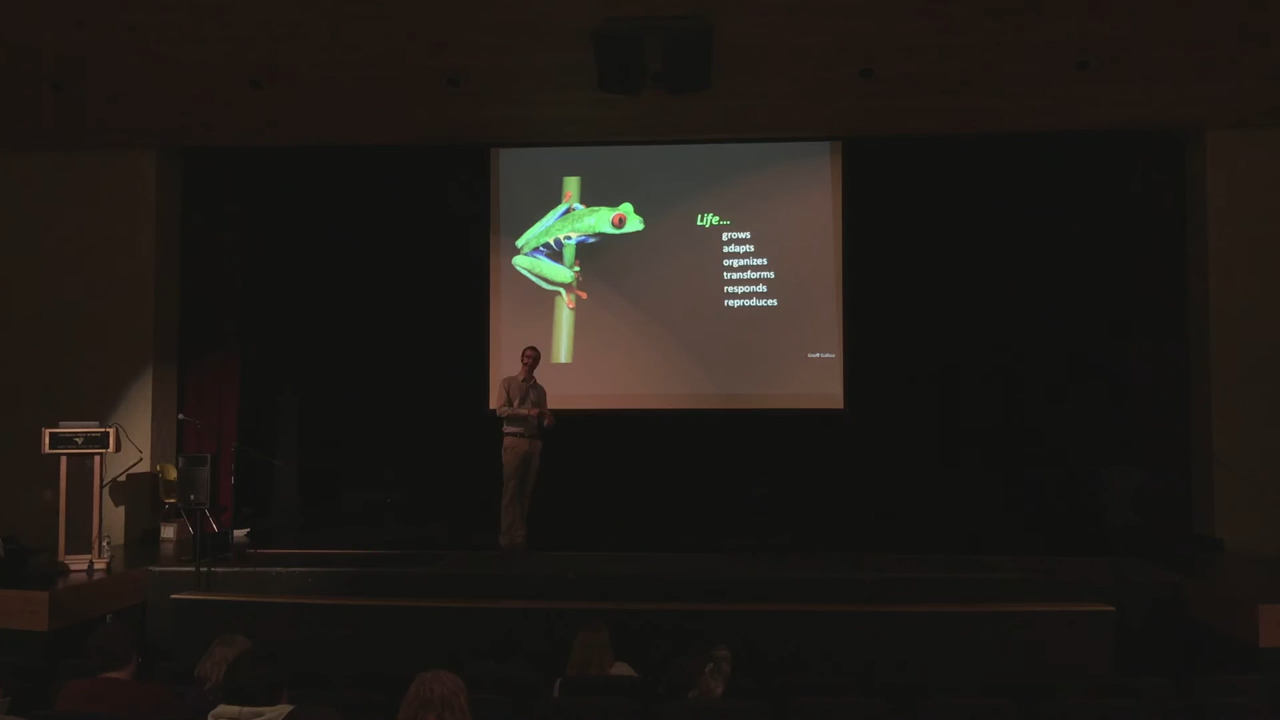 Life...
grows
adapts
organizes
transforms
responds
reproduces